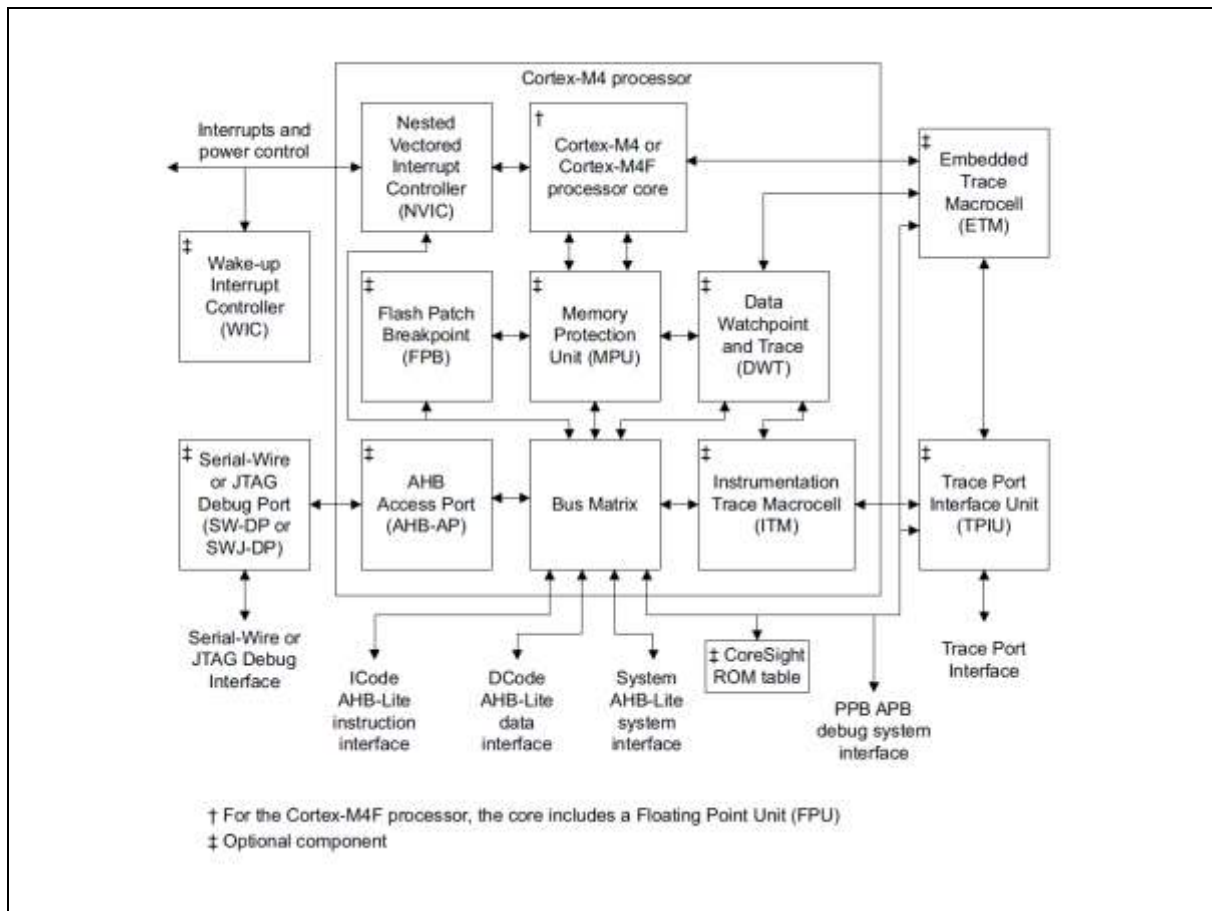 Cortex-M4 processor
Interrupts and
power control
Nested
Vectored
Interrupt
Controller
(NVIC)
†
Cortex-M4 or
Cortex-M4F
processor core
‡
Embedded
Trace
Macrocell
(ETM)
‡
Wake-up
Interrupt
Controller
(WIC)
‡
Flash Patch
Breakpoint
(FPB)
‡
Memory
Protection
Unit (MPU)
‡
Data
Watchpoint
and Trace
(DWT)
‡
Serial-Wire
or JTAG
Debug Port
(SW-DP or
SWJ-DP)
‡
AHB
Access Port
(AHB-AP)
Bus Matrix
‡
Instrumentation
Trace Macrocell
(ITM)
‡
Trace Port
Interface Unit
(TPIU)
Serial-Wire or
JTAG Debug
Interface
ICode
AHB-Lite
instruction
interface
DCode
AHB-Lite
data
interface
System
AHB-Lite
system
interface
‡ CoreSight
ROM table
PPB APB
debug system
interface
Trace Port
Interface
† For the Cortex-M4F processor, the core includes a Floating Point Unit (FPU)
‡ Optional component